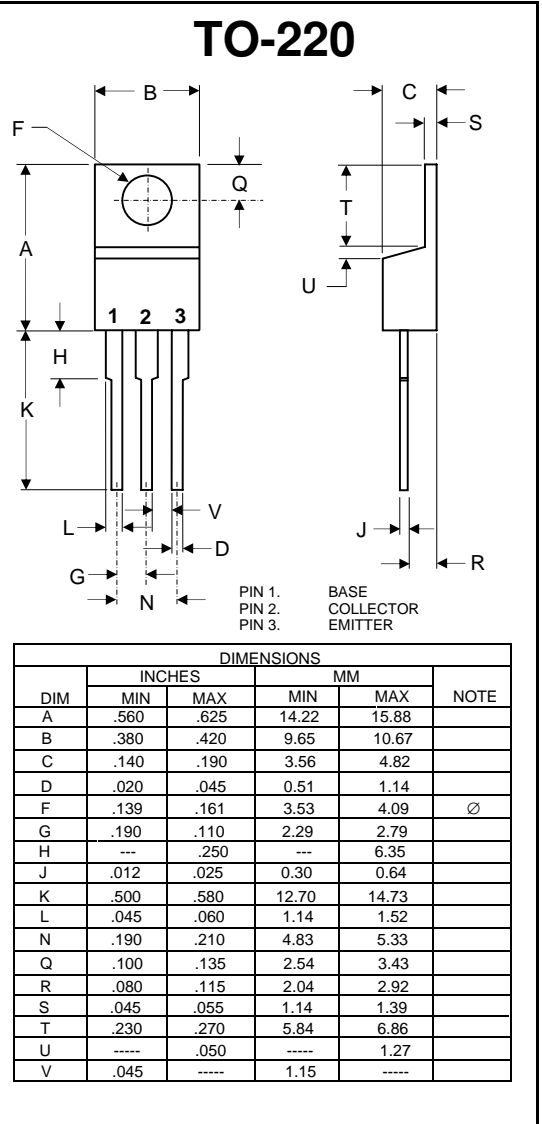 TO-220
B
C
F
S
Q
T
A
U
1 2 3
H
K
V
L
J
D
R
G
N
PIN 1. BASE
PIN 2. COLLECTOR
PIN 3. EMITTER
DIMENSIONS
INCHES MM
DIM MIN MAX MIN MAX NOTE
A .560 .625 14.22 15.88
B .380 .420 9.65 10.67
C .140 .190 3.56 4.82
D .020 .045 0.51 1.14
F .139 .161 3.53 4.09 ∅
G .190 .110 2.29 2.79
H --- .250 --- 6.35
J .012 .025 0.30 0.64
K .500 .580 12.70 14.73
L .045 .060 1.14 1.52
N .190 .210 4.83 5.33
Q .100 .135 2.54 3.43
R .080 .115 2.04 2.92
S .045 .055 1.14 1.39
T .230 .270 5.84 6.86
U ----- .050 ----- 1.27
V .045 ----- 1.15 -----